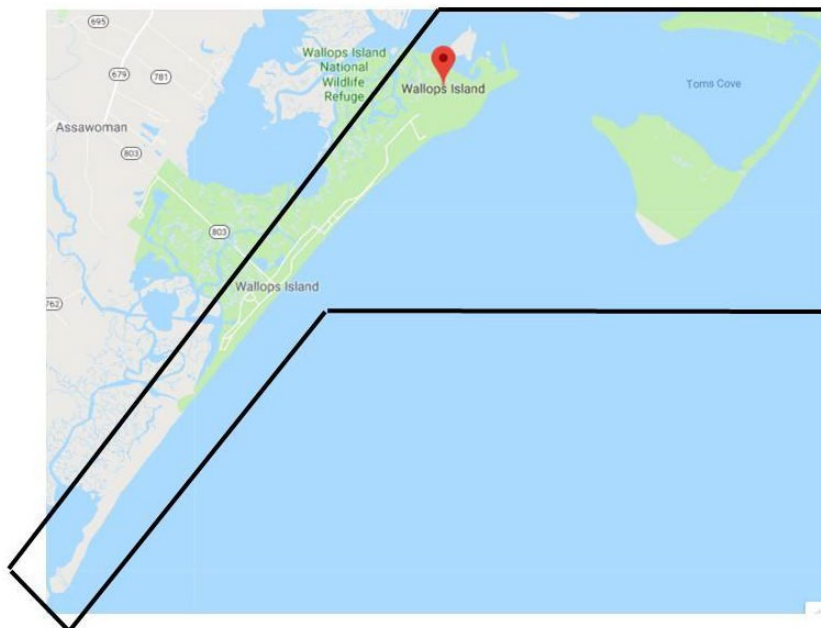 695
Wallops Island
National
Wildlife
Refuge
679
781
Wallops Island
Toms Cove
Assawoman
803
803
Wallops Island
762